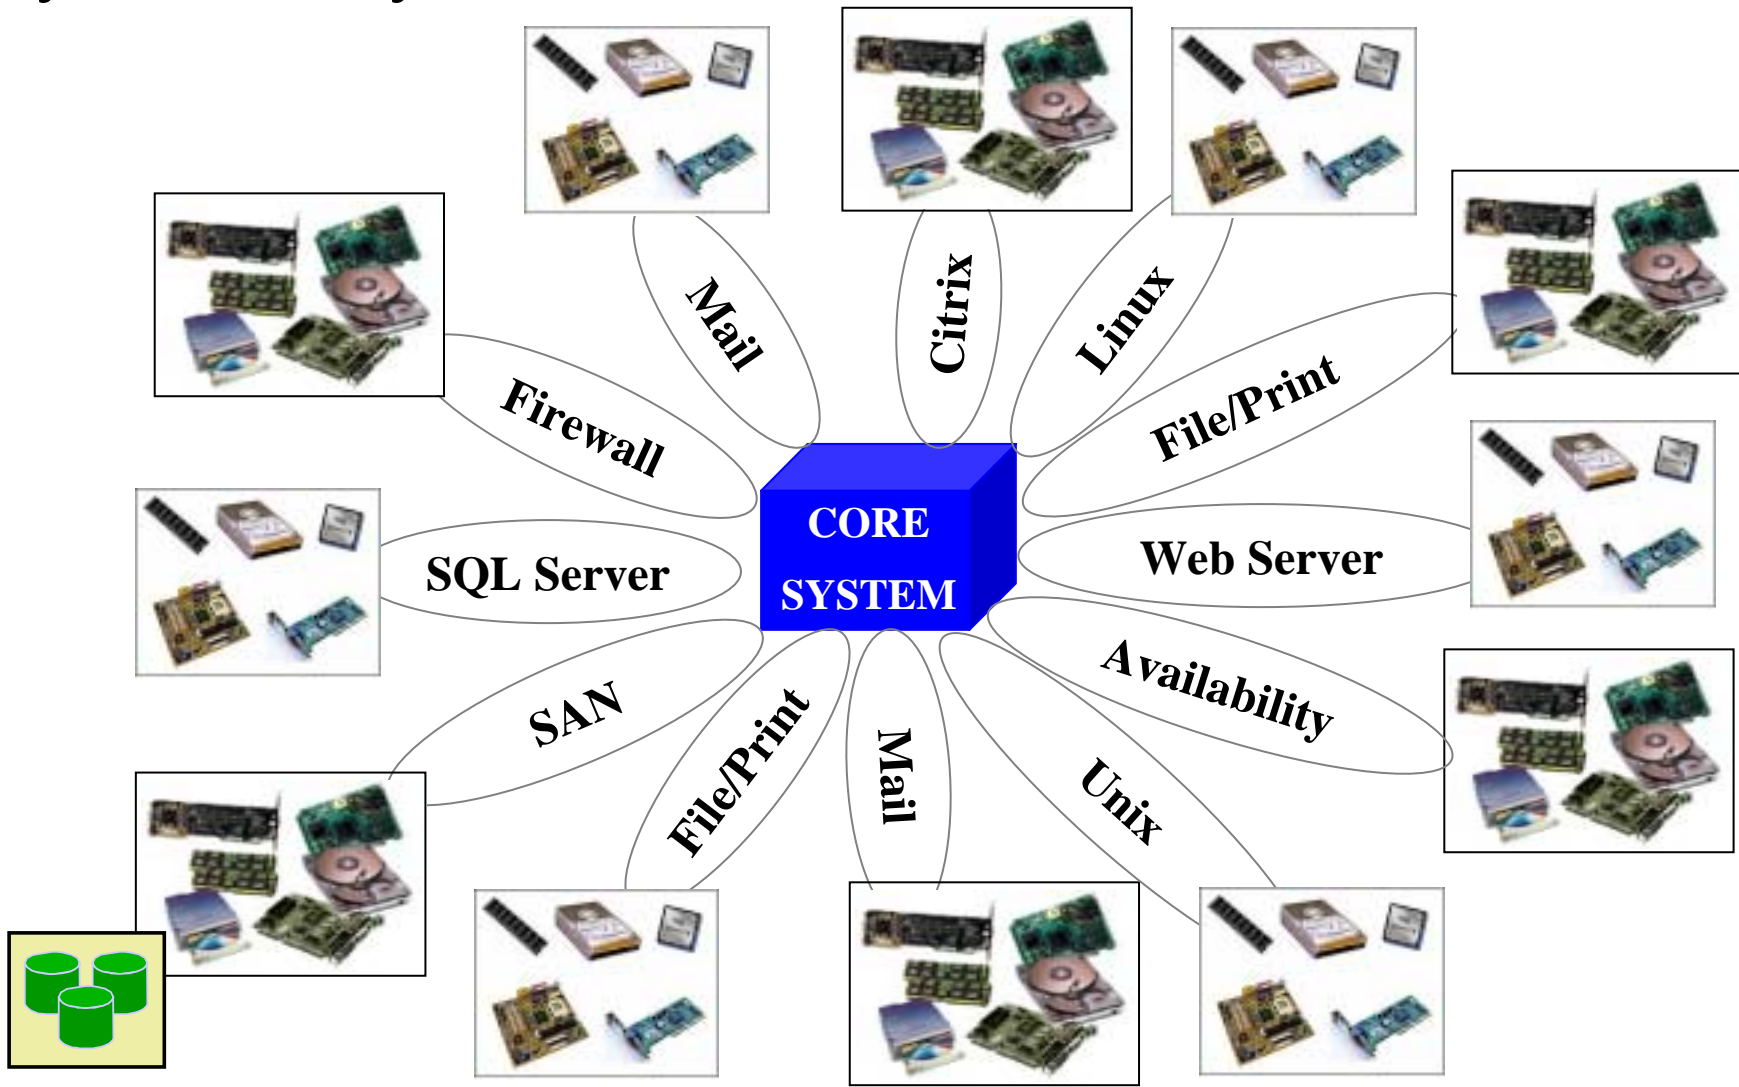 Mail
Citrix
Linux
File/Print
Firewall
CORE
SYSTEM
SQL Server
Web Server
SAN
File/Print
Mail
Unix
Availability